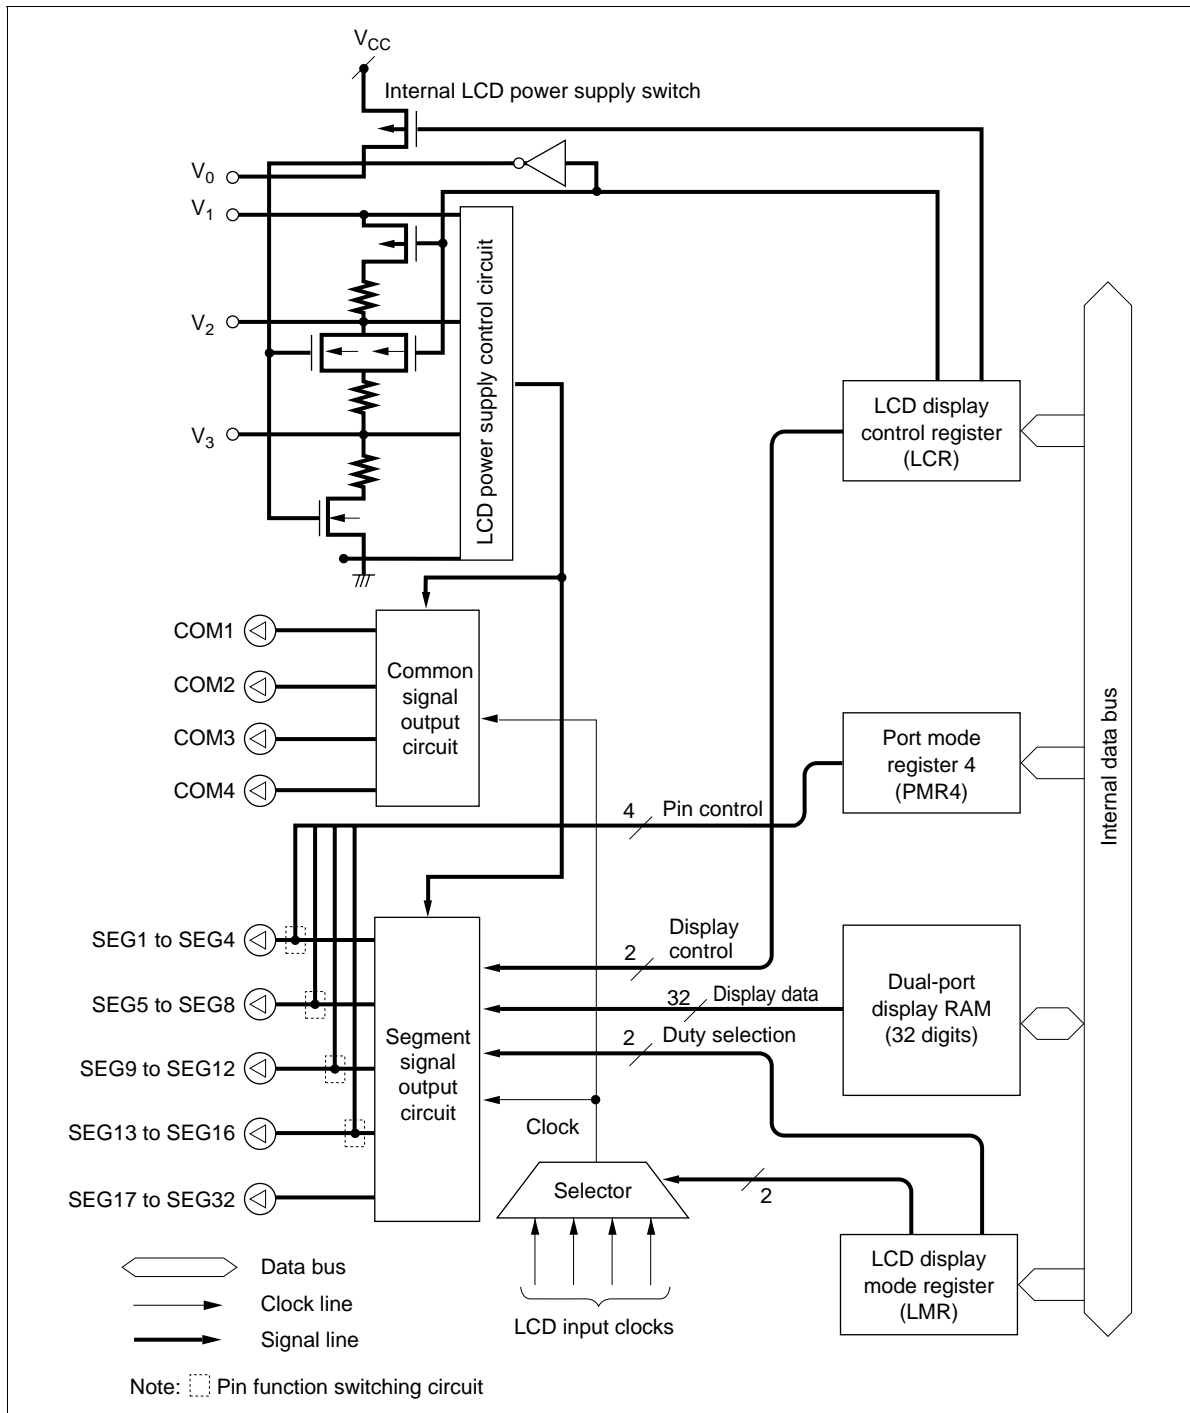 VCC
Internal LCD power supply switch
V0
V1
V2
V3
LCD power supply control circuit
LCD display
control register
(LCR)
Internal data bus
COM1
COM2
COM3
COM4
Common
signal
output
circuit
Port mode
register 4
(PMR4)
4
Pin control
SEG1 to SEG4
SEG5 to SEG8
SEG9 to SEG12
SEG13 to SEG16
SEG17 to SEG32
Segment
signal
output
circuit
Display
control
2
32
Display data
2
Duty selection
Dual-port
display RAM
(32 digits)
Clock
Selector
2
LCD input clocks
LCD display
mode register
(LMR)
Data bus
Clock line
Signal line
Note: Pin function switching circuit